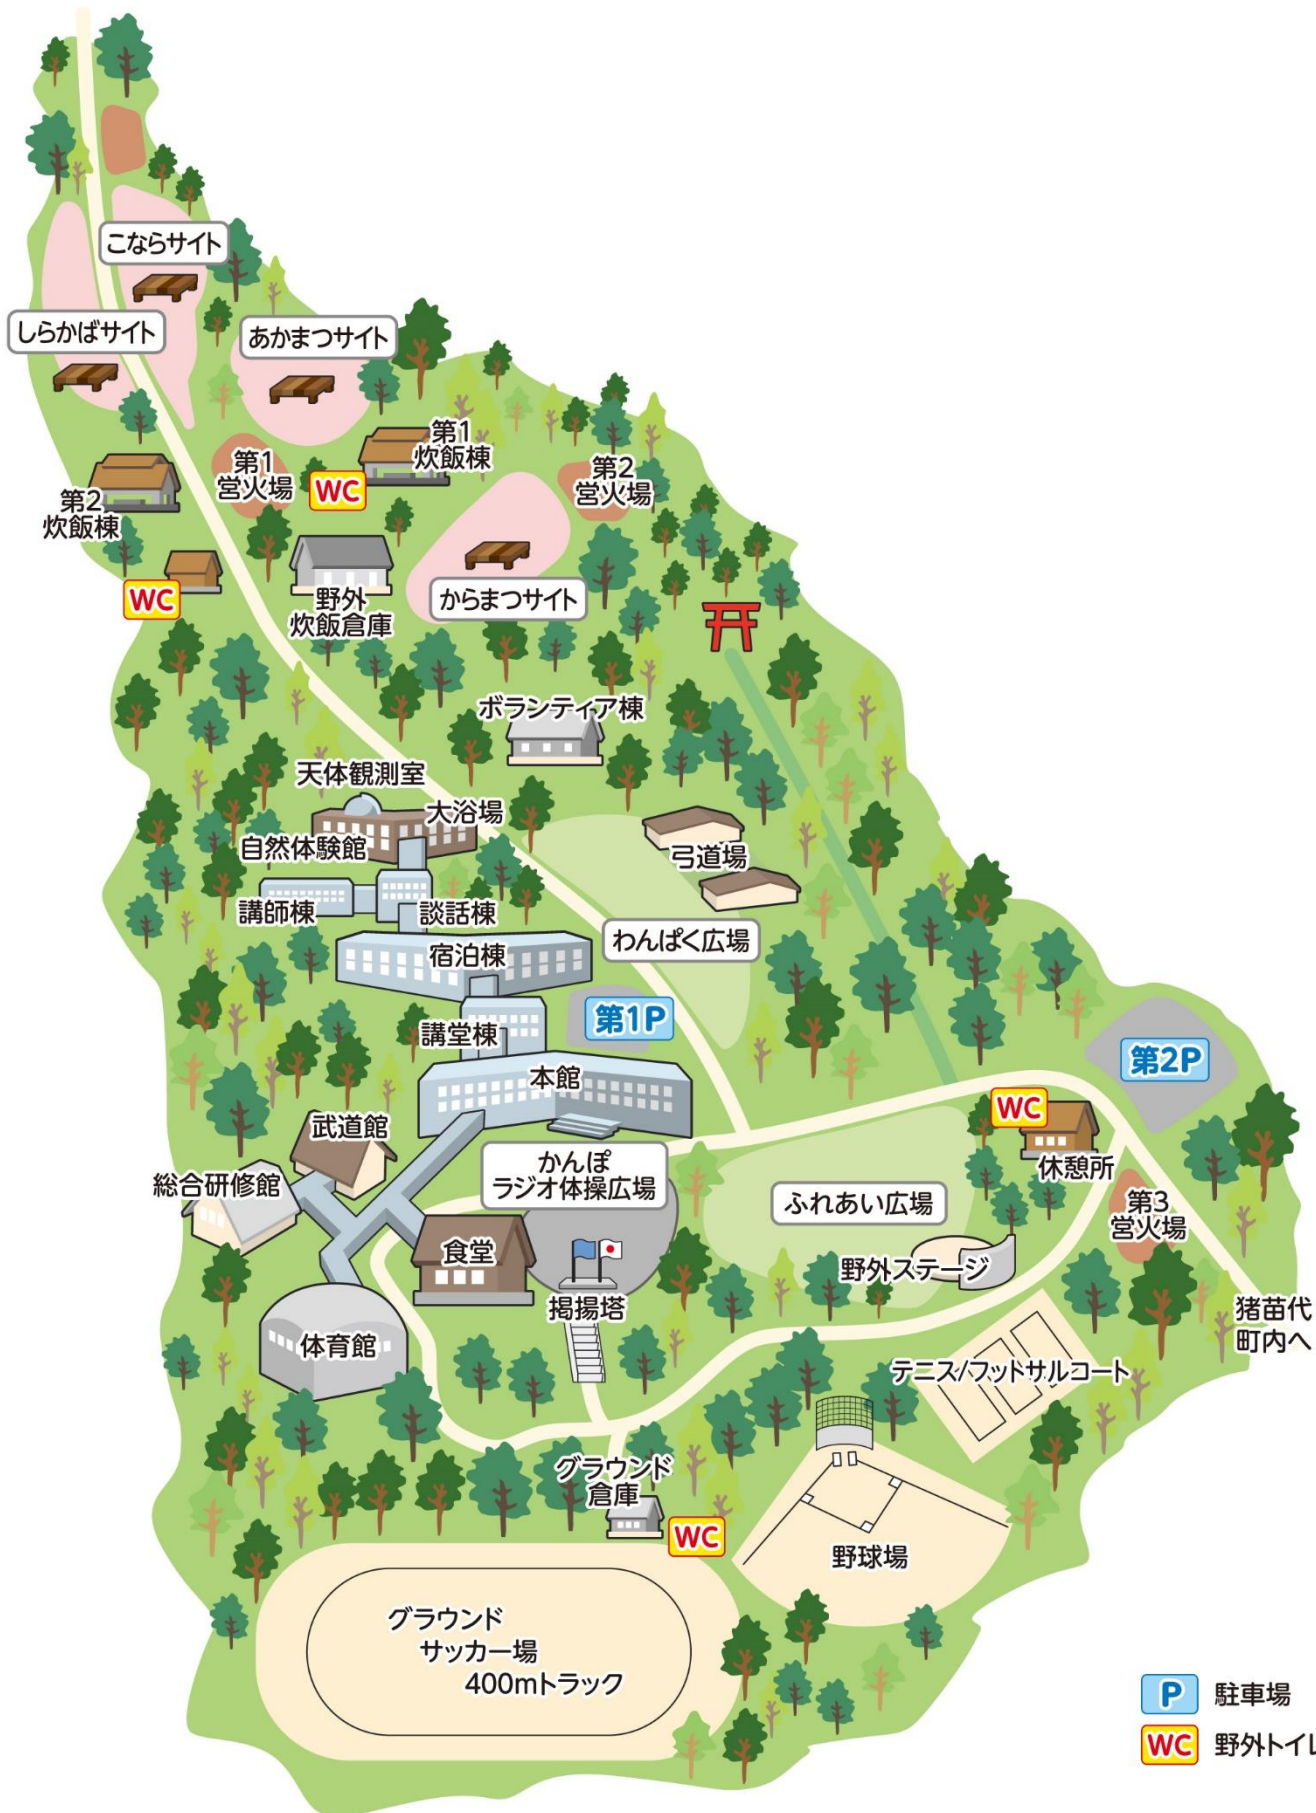 こならサイト
しらかばサイト
あかまつサイト
第1
炊飯棟
第1
営火場
WC
第2
営火場
第2
炊飯棟
WC
野外
炊飯倉庫
からまつサイト
ボランティア棟
天体観測室
大浴場
自然体験館
弓道場
講師棟
談話棟
わんぱく広場
宿泊棟
第1P
講堂棟
第2P
本館
WC
武道館
休憩所
かんぽ
ラジオ体操広場
総合研修館
ふれあい広場
第3
営火場
食堂
野外ステージ
掲揚塔
猪苗代
町内へ
体育館
テニス/フットサルコート
グラウンド
倉庫
WC
野球場
グラウンド
サッカー場
400mトラック
P 駐車場
WC 野外トイレ